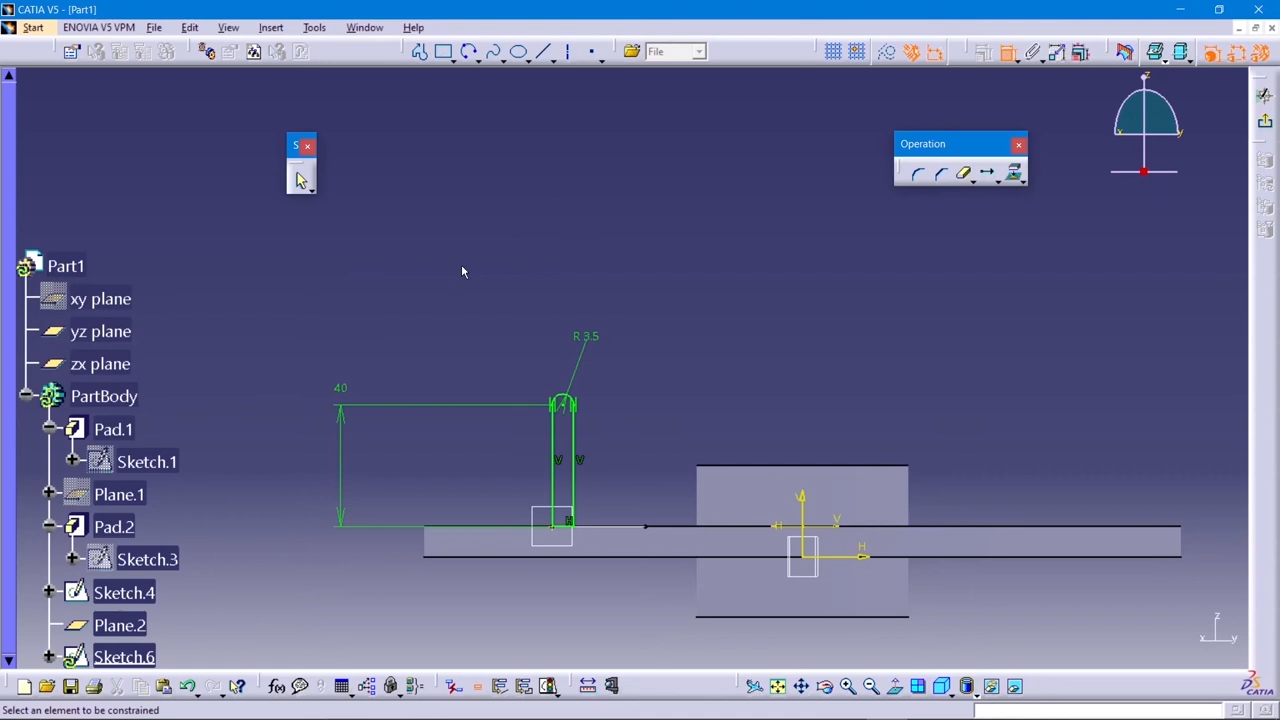 CATIA V5 - [Part1]
Start ENOVIA V5 VPM File Edit View Insert Tools Window Help
File
z
x y
S
Operation
Part1
xy plane
yz plane
zx plane
PartBody
Pad.1
Sketch.1
Plane.1
Pad.2
Sketch.3
Sketch.4
Plane.2
Sketch.6
R 3.5
40
V V
H
V
H V
H
z
x y
f(x)
CATIA
Select an element to be constrained